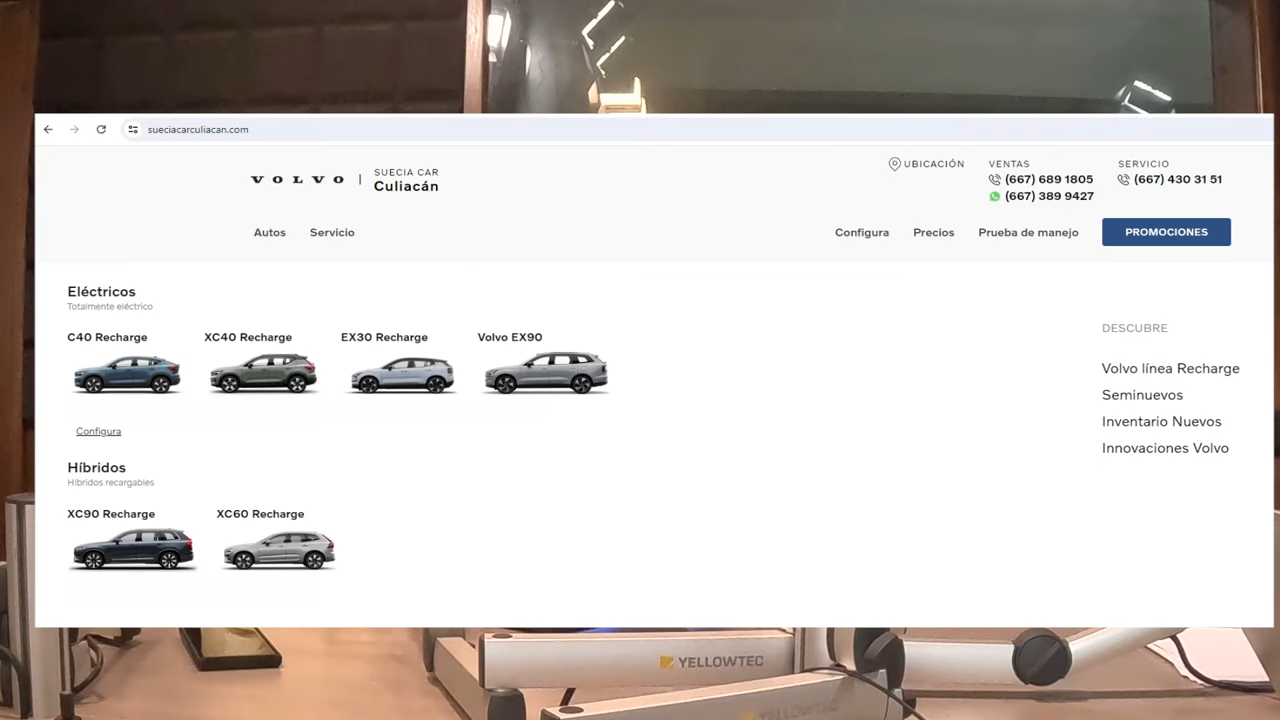 sueciacarculiacan.com
VOLVO | SUECIA CAR
Culiacán
UBICACIÓN
VENTAS
(667) 689 1805
(667) 389 9427
SERVICIO
(667) 430 31 51
Autos
Servicio
Configura
Precios
Prueba de manejo
PROMOCIONES
Eléctricos
Totalmente eléctrico
C40 Recharge
XC40 Recharge
EX30 Recharge
Volvo EX90
Configura
Híbridos
Híbridos recargables
XC90 Recharge
XC60 Recharge
DESCUBRE
Volvo línea Recharge
Seminuevos
Inventario Nuevos
Innovaciones Volvo
YELLOWTEC
YELLOWTEC